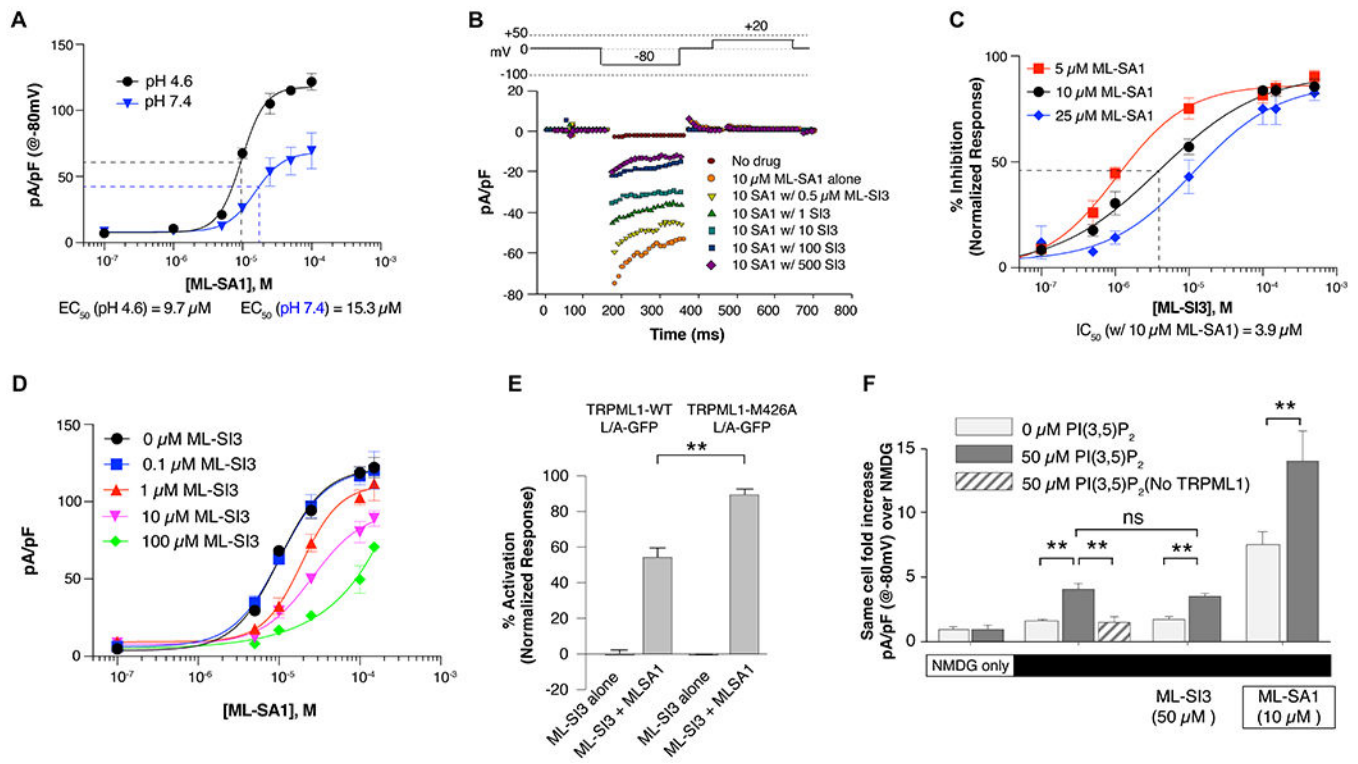 A
150
100
50
0
pA/pF (@-80mV)
pH 4.6
pH 7.4
10⁻⁷ 10⁻⁶ 10⁻⁵ 10⁻⁴ 10⁻³
[ML-SA1], M
EC₅₀ (pH 4.6) = 9.7 µM EC₅₀ (pH 7.4) = 15.3 µM
B
+50
mV 0
-100
-80
+20
20
0
-20
-40
-60
-80
pA/pF
No drug
10 µM ML-SA1 alone
10 SA1 w/ 0.5 µM ML-SI3
10 SA1 w/ 1 SI3
10 SA1 w/ 10 SI3
10 SA1 w/ 100 SI3
10 SA1 w/ 500 SI3
0 100 200 300 400 500 600 700 800
Time (ms)
C
100
50
0
% Inhibition
(Normalized Response)
5 µM ML-SA1
10 µM ML-SA1
25 µM ML-SA1
10⁻⁷ 10⁻⁶ 10⁻⁵ 10⁻⁴ 10⁻³
[ML-SI3], M
IC₅₀ (w/ 10 µM ML-SA1) = 3.9 µM
D
150
100
50
0
pA/pF
0 µM ML-SI3
0.1 µM ML-SI3
1 µM ML-SI3
10 µM ML-SI3
100 µM ML-SI3
10⁻⁷ 10⁻⁶ 10⁻⁵ 10⁻⁴ 10⁻³
[ML-SA1], M
E
TRPML1-WT TRPML1-M426A
L/A-GFP L/A-GFP
**
100
80
60
40
20
0
-20
% Activation
(Normalized Response)
ML-SI3 alone
ML-SI3 + MLSA1
ML-SI3 alone
ML-SI3 + MLSA1
F
0 µM PI(3,5)P₂
50 µM PI(3,5)P₂
50 µM PI(3,5)P₂(No TRPML1)
**
ns
** ** **
15
10
5
0
Same cell fold increase
pA/pF (@-80mV) over NMDG
NMDG only
ML-SI3 ML-SA1
(50 µM ) (10 µM )